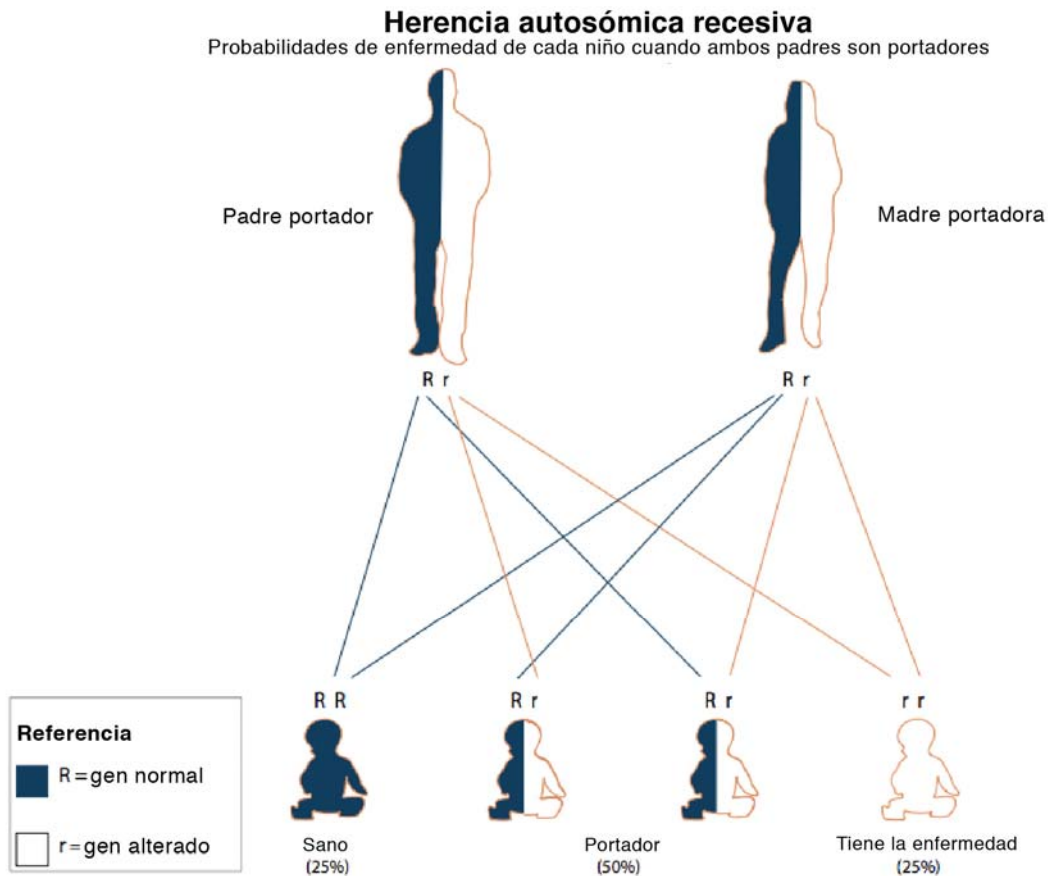 Herencia autosómica recesiva
Probabilidades de enfermedad de cada niño cuando ambos padres son portadores
Padre portador
Madre portadora
R r
R r
R R
R r
R r
r r
Referencia
R=gen normal
r=gen alterado
Sano
(25%)
Portador
(50%)
Tiene la enfermedad
(25%)